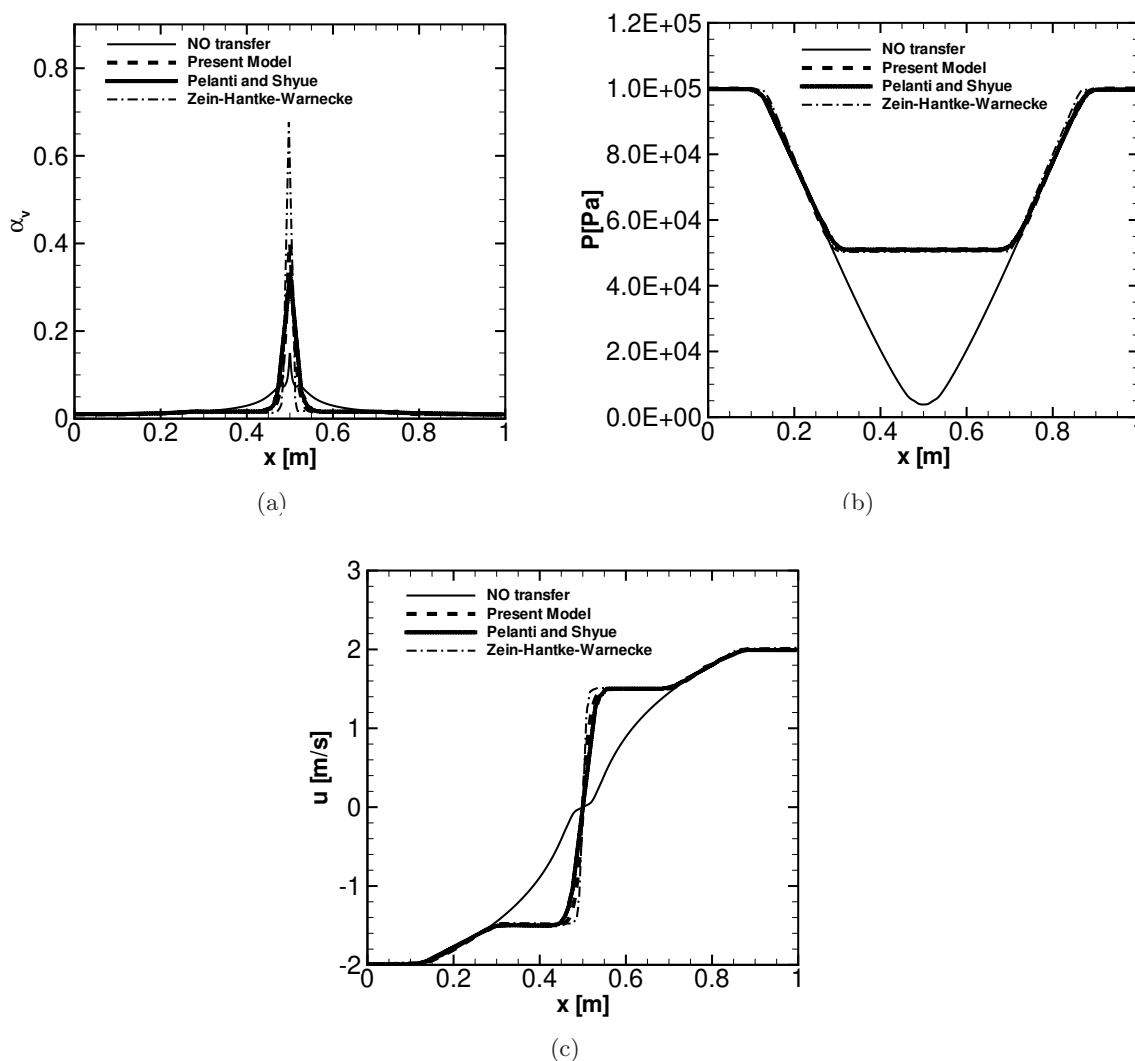 NO transfer
Present Model
Pelanti and Shyue
Zein-Hantke-Warnecke
0.8
0.6
0.4
0.2
0
αv
0 0.2 0.4 0.6 0.8 1
x [m]
(a)
NO transfer
Present Model
Pelanti and Shyue
Zein-Hantke-Warnecke
1.2E+05
1.0E+05
8.0E+04
6.0E+04
4.0E+04
2.0E+04
0.0E+00
P[Pa]
0 0.2 0.4 0.6 0.8 1
x [m]
(b)
NO transfer
Present Model
Pelanti and Shyue
Zein-Hantke-Warnecke
3
2
1
0
-1
-2
u [m/s]
0 0.2 0.4 0.6 0.8 1
x [m]
(c)